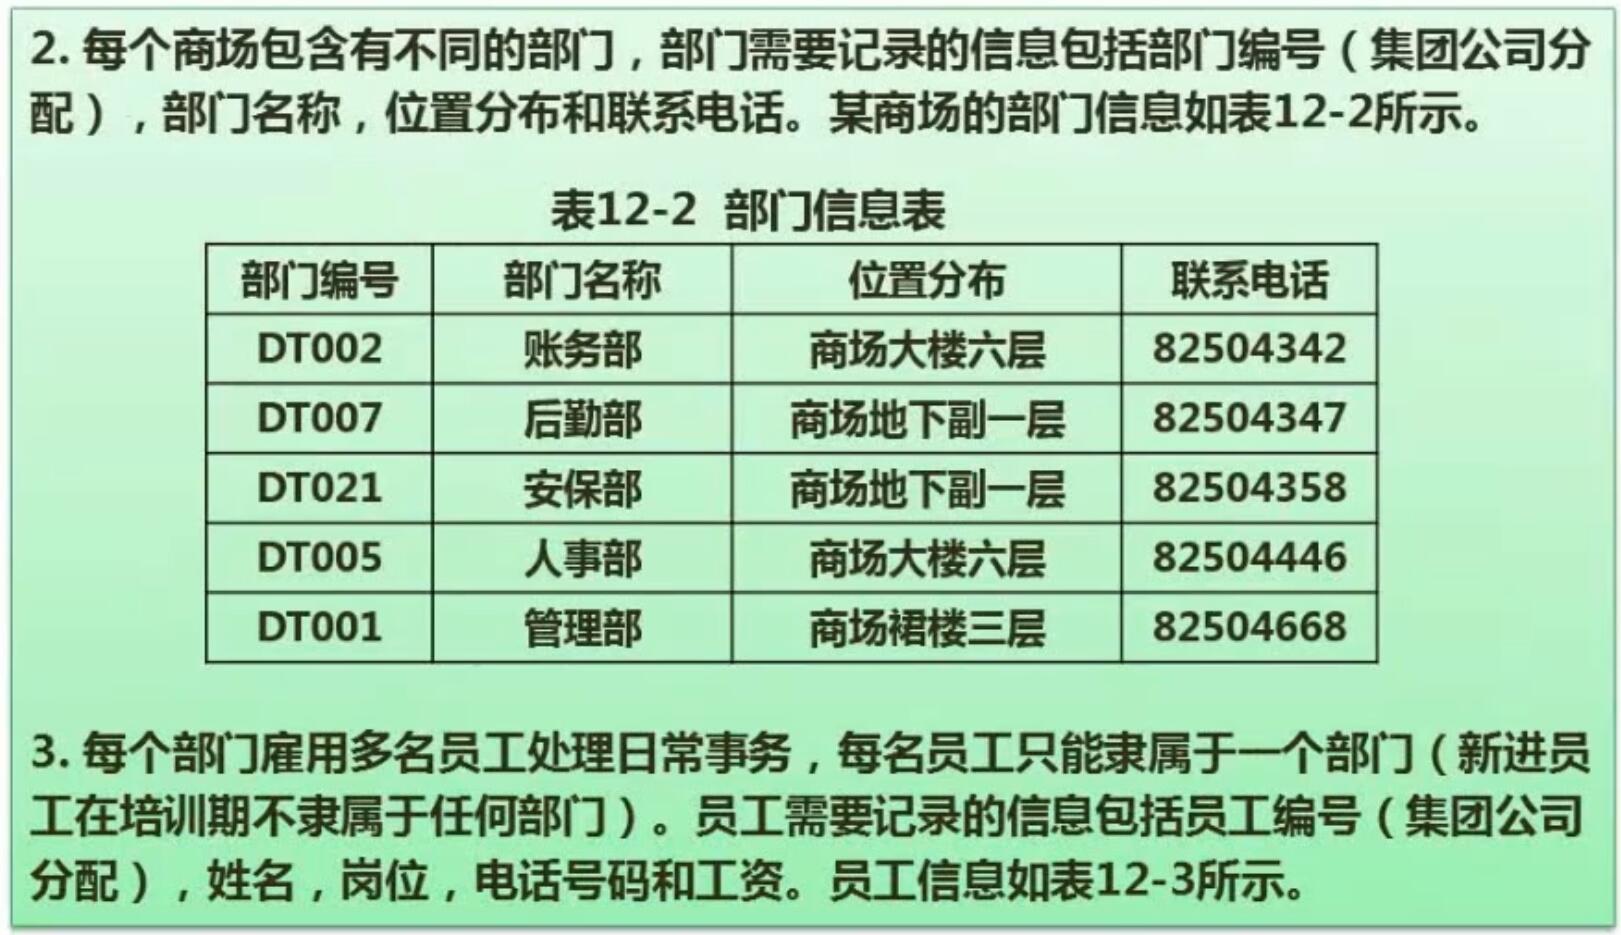 2. 每个商场包含有不同的部门，部门需要记录的信息包括部门编号（集团公司分
配），部门名称，位置分布和联系电话。某商场的部门信息如表12-2所示。
表12-2 部门信息表
部门编号 部门名称 位置分布 联系电话
DT002 账务部 商场大楼六层 82504342
DT007 后勤部 商场地下副一层 82504347
DT021 安保部 商场地下副一层 82504358
DT005 人事部 商场大楼六层 82504446
DT001 管理部 商场裙楼三层 82504668
3. 每个部门雇用多名员工处理日常事务，每名员工只能隶属于一个部门（新进员
工在培训期不隶属于任何部门）。员工需要记录的信息包括员工编号（集团公司
分配），姓名，岗位，电话号码和工资。员工信息如表12-3所示。